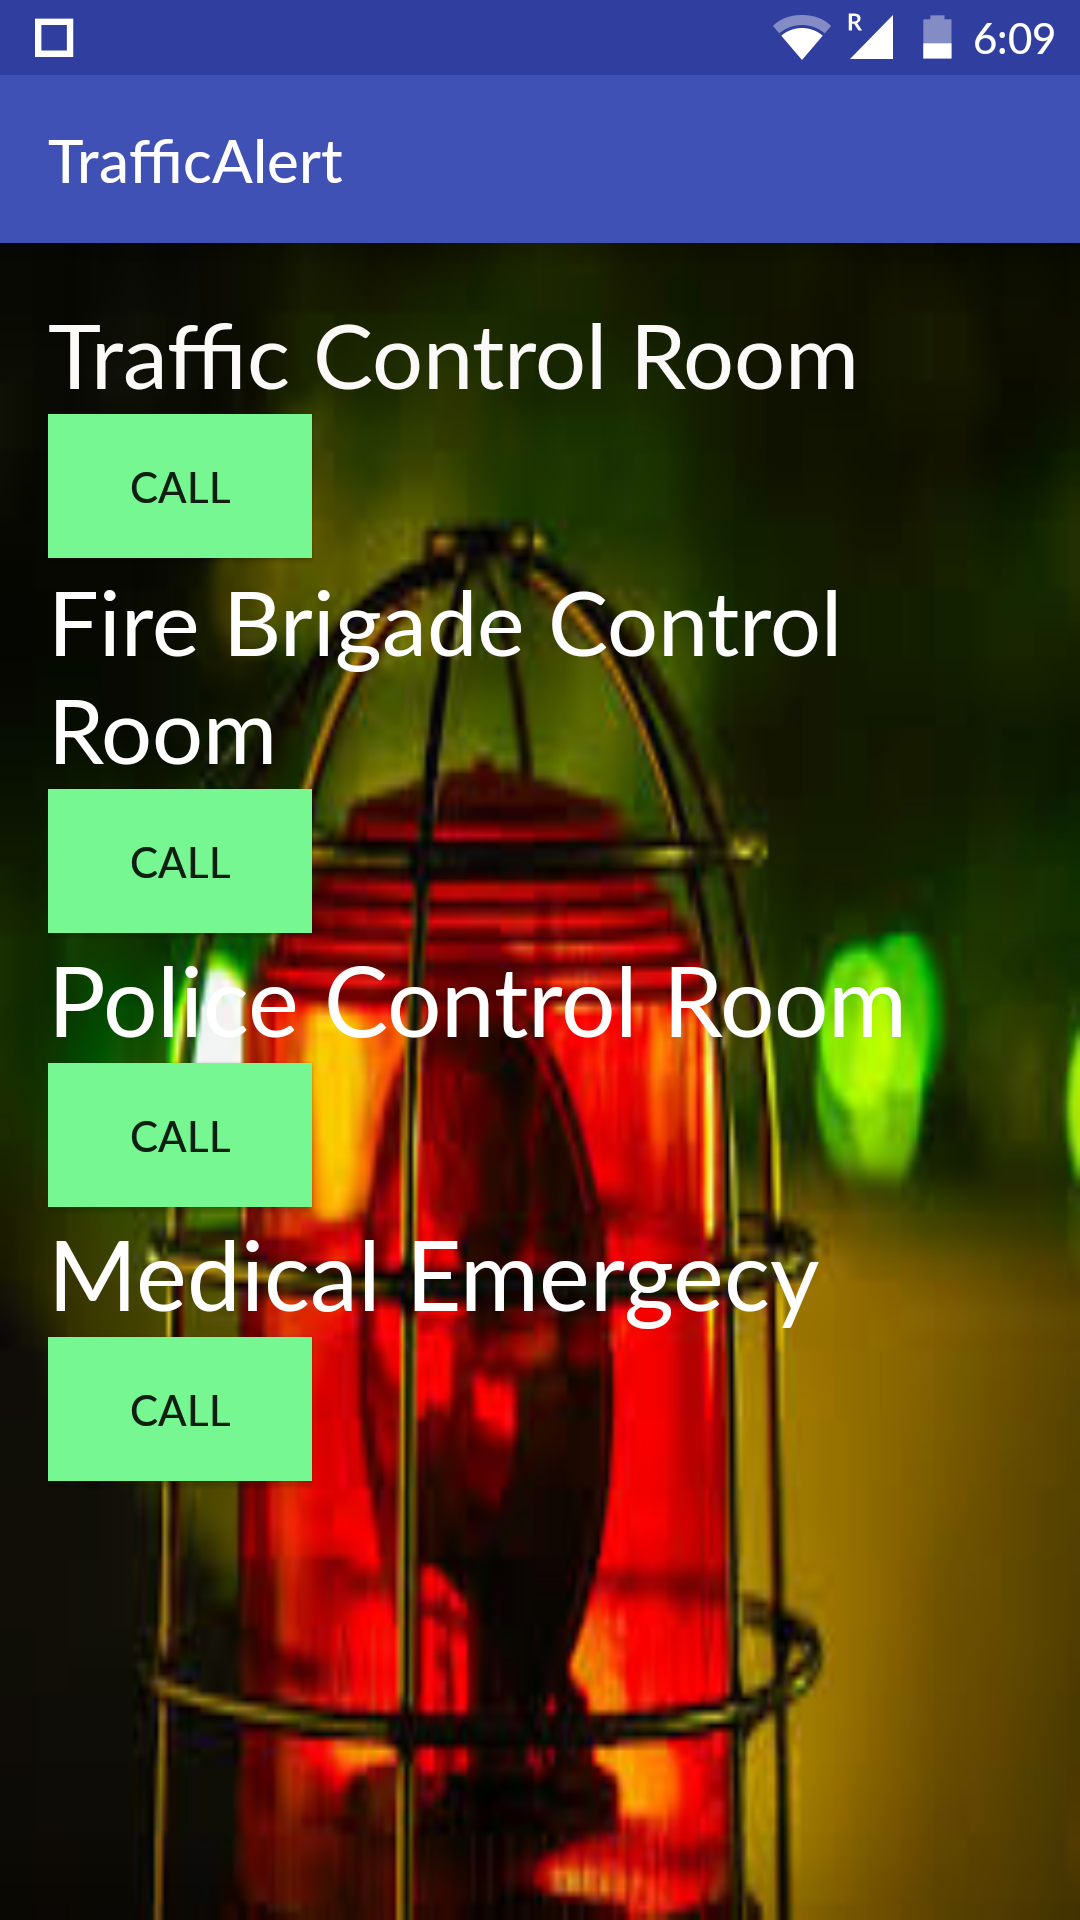 R 6:09
TrafficAlert
Traffic Control Room
CALL
Fire Brigade Control
Room
CALL
Police Control Room
CALL
Medical Emergecy
CALL